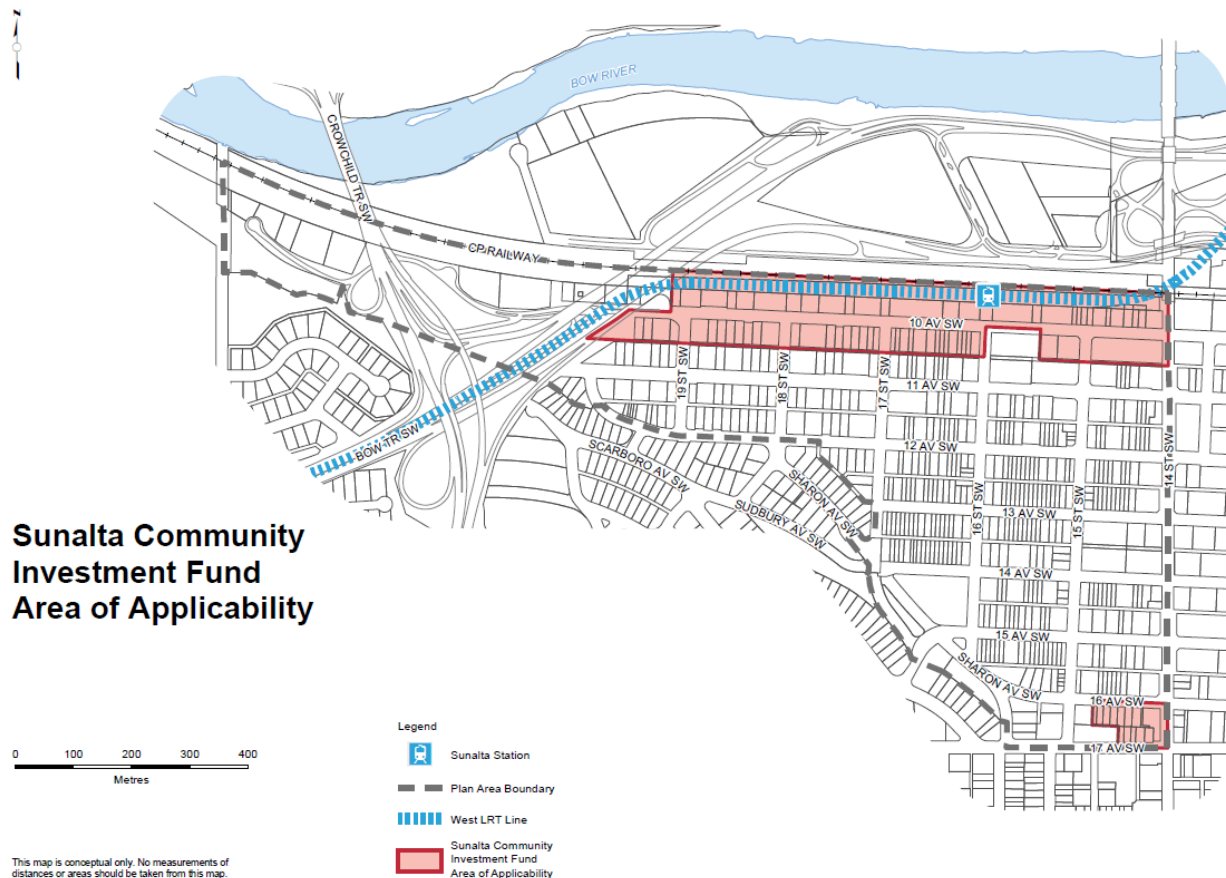 N
BOW RIVER
CROWCHILD TR SW
CP RAILWAY
10 AV SW
19 ST SW
18 ST SW
17 ST SW
11 AV SW
14 ST SW
BOW TR SW
12 AV SW
SCARBORO AV SW
SHARON AV SW
SUDBURY AV SW
16 ST SW
15 ST SW
13 AV SW
14 AV SW
15 AV SW
SHARON AV SW
16 AV SW
17 AV SW
Sunalta Community
Investment Fund
Area of Applicability
0 100 200 300 400
Metres
Legend
Sunalta Station
Plan Area Boundary
West LRT Line
Sunalta Community
Investment Fund
Area of Applicability
This map is conceptual only. No measurements of
distances or areas should be taken from this map.